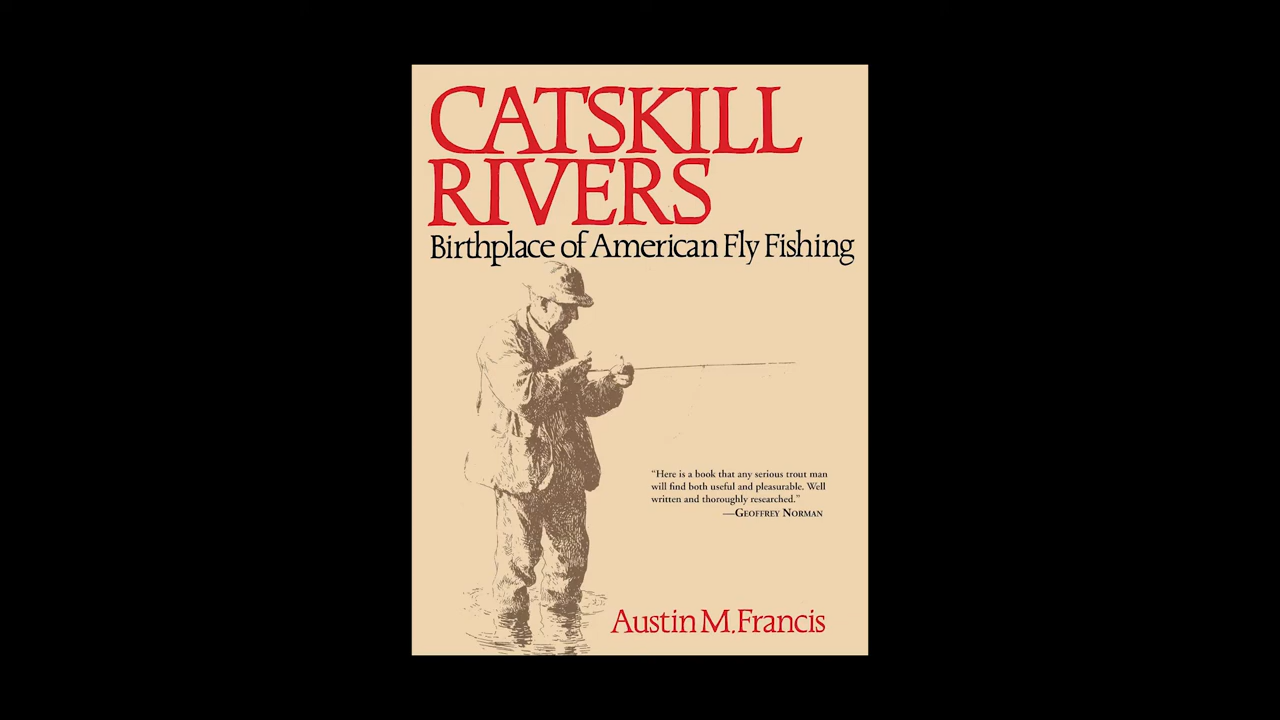 CATSKILL
RIVERS
Birthplace of American Fly Fishing
“Here is a book that any serious trout man
will find both useful and pleasurable. Well
written and thoroughly researched.”
—GEOFFREY NORMAN
Austin M. Francis